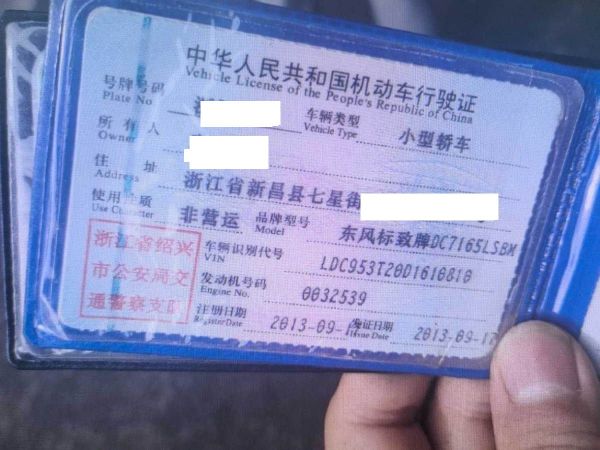 中华人民共和国机动车行驶证
Vehicle License of the People's Republic of China
号牌号码 车辆类型 小型轿车
Plate No Vehicle Type
所有人
Owner
住址 浙江省新昌县七星街
Address
使用性质 非营运 品牌型号 东风标致牌DC7165LSBM
Use Character Model
浙江省绍兴 车辆识别代号 LDC953T20D1610810
VIN
市公安局交 发动机号码 0032539
Engine No.
通警察支队 注册日期 2013-09-17 发证日期 2013-09-17
Register Date Issue Date